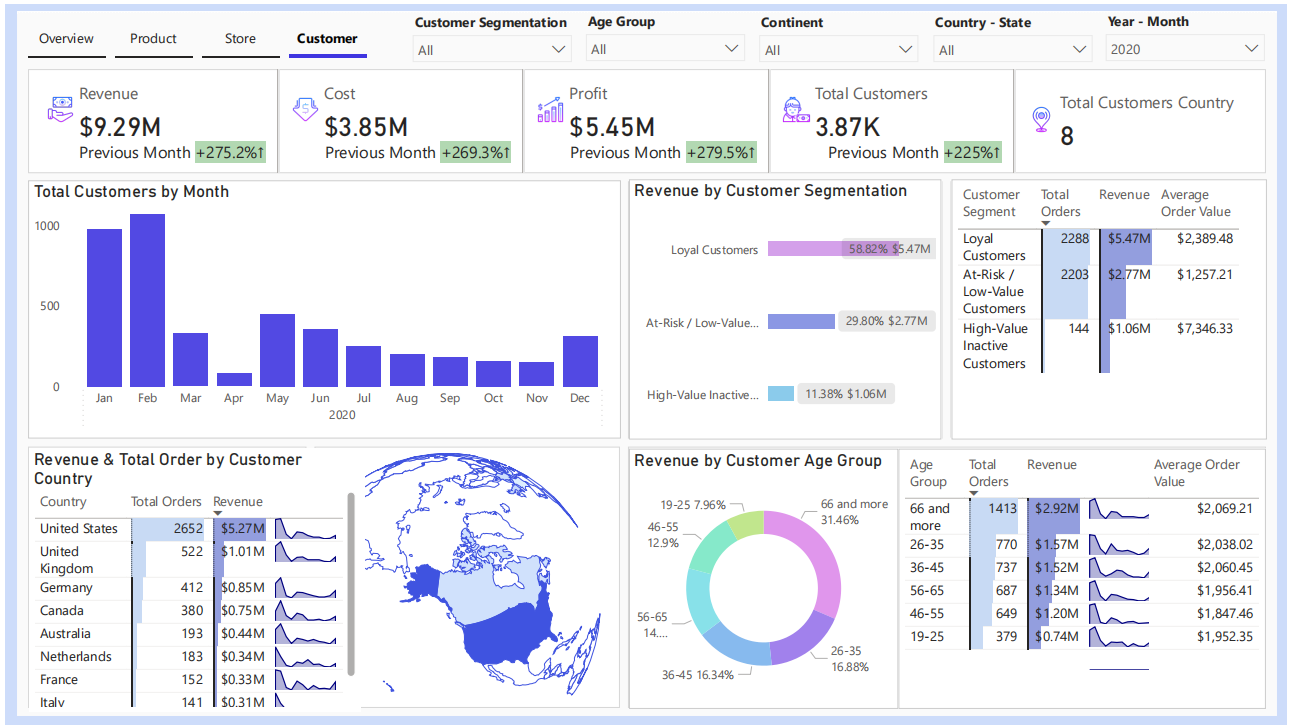 Overview
Product
Store
Customer
Customer Segmentation
All
Age Group
All
Continent
All
Country - State
All
Year - Month
2020
Revenue
$9.29M
Previous Month +275.2%↑
Cost
$3.85M
Previous Month +269.3%↑
Profit
$5.45M
Previous Month +279.5%↑
Total Customers
3.87K
Previous Month +225%↑
Total Customers Country
8
Total Customers by Month
1000
500
0
Jan Feb Mar Apr May Jun Jul Aug Sep Oct Nov Dec
2020
Revenue by Customer Segmentation
Loyal Customers 58.82% $5.47M
At-Risk / Low-Value... 29.80% $2.77M
High-Value Inactive... 11.38% $1.06M
Customer Total Revenue Average
Segment Orders Order Value
Loyal 2288 $5.47M $2,389.48
Customers
At-Risk / 2203 $2.77M $1,257.21
Low-Value
Customers
High-Value 144 $1.06M $7,346.33
Inactive
Customers
Revenue & Total Order by Customer
Country
Country Total Orders Revenue
United States 2652 $5.27M
United 522 $1.01M
Kingdom
Germany 412 $0.85M
Canada 380 $0.75M
Australia 193 $0.44M
Netherlands 183 $0.34M
France 152 $0.33M
Italy 141 $0.31M
Revenue by Customer Age Group
19-25 7.96%
66 and more
31.46%
46-55
12.9%
56-65
14....
36-45 16.34%
26-35
16.88%
Age Total Revenue Average Order
Group Orders Value
66 and 1413 $2.92M $2,069.21
more
26-35 770 $1.57M $2,038.02
36-45 737 $1.52M $2,060.45
56-65 687 $1.34M $1,956.41
46-55 649 $1.20M $1,847.46
19-25 379 $0.74M $1,952.35